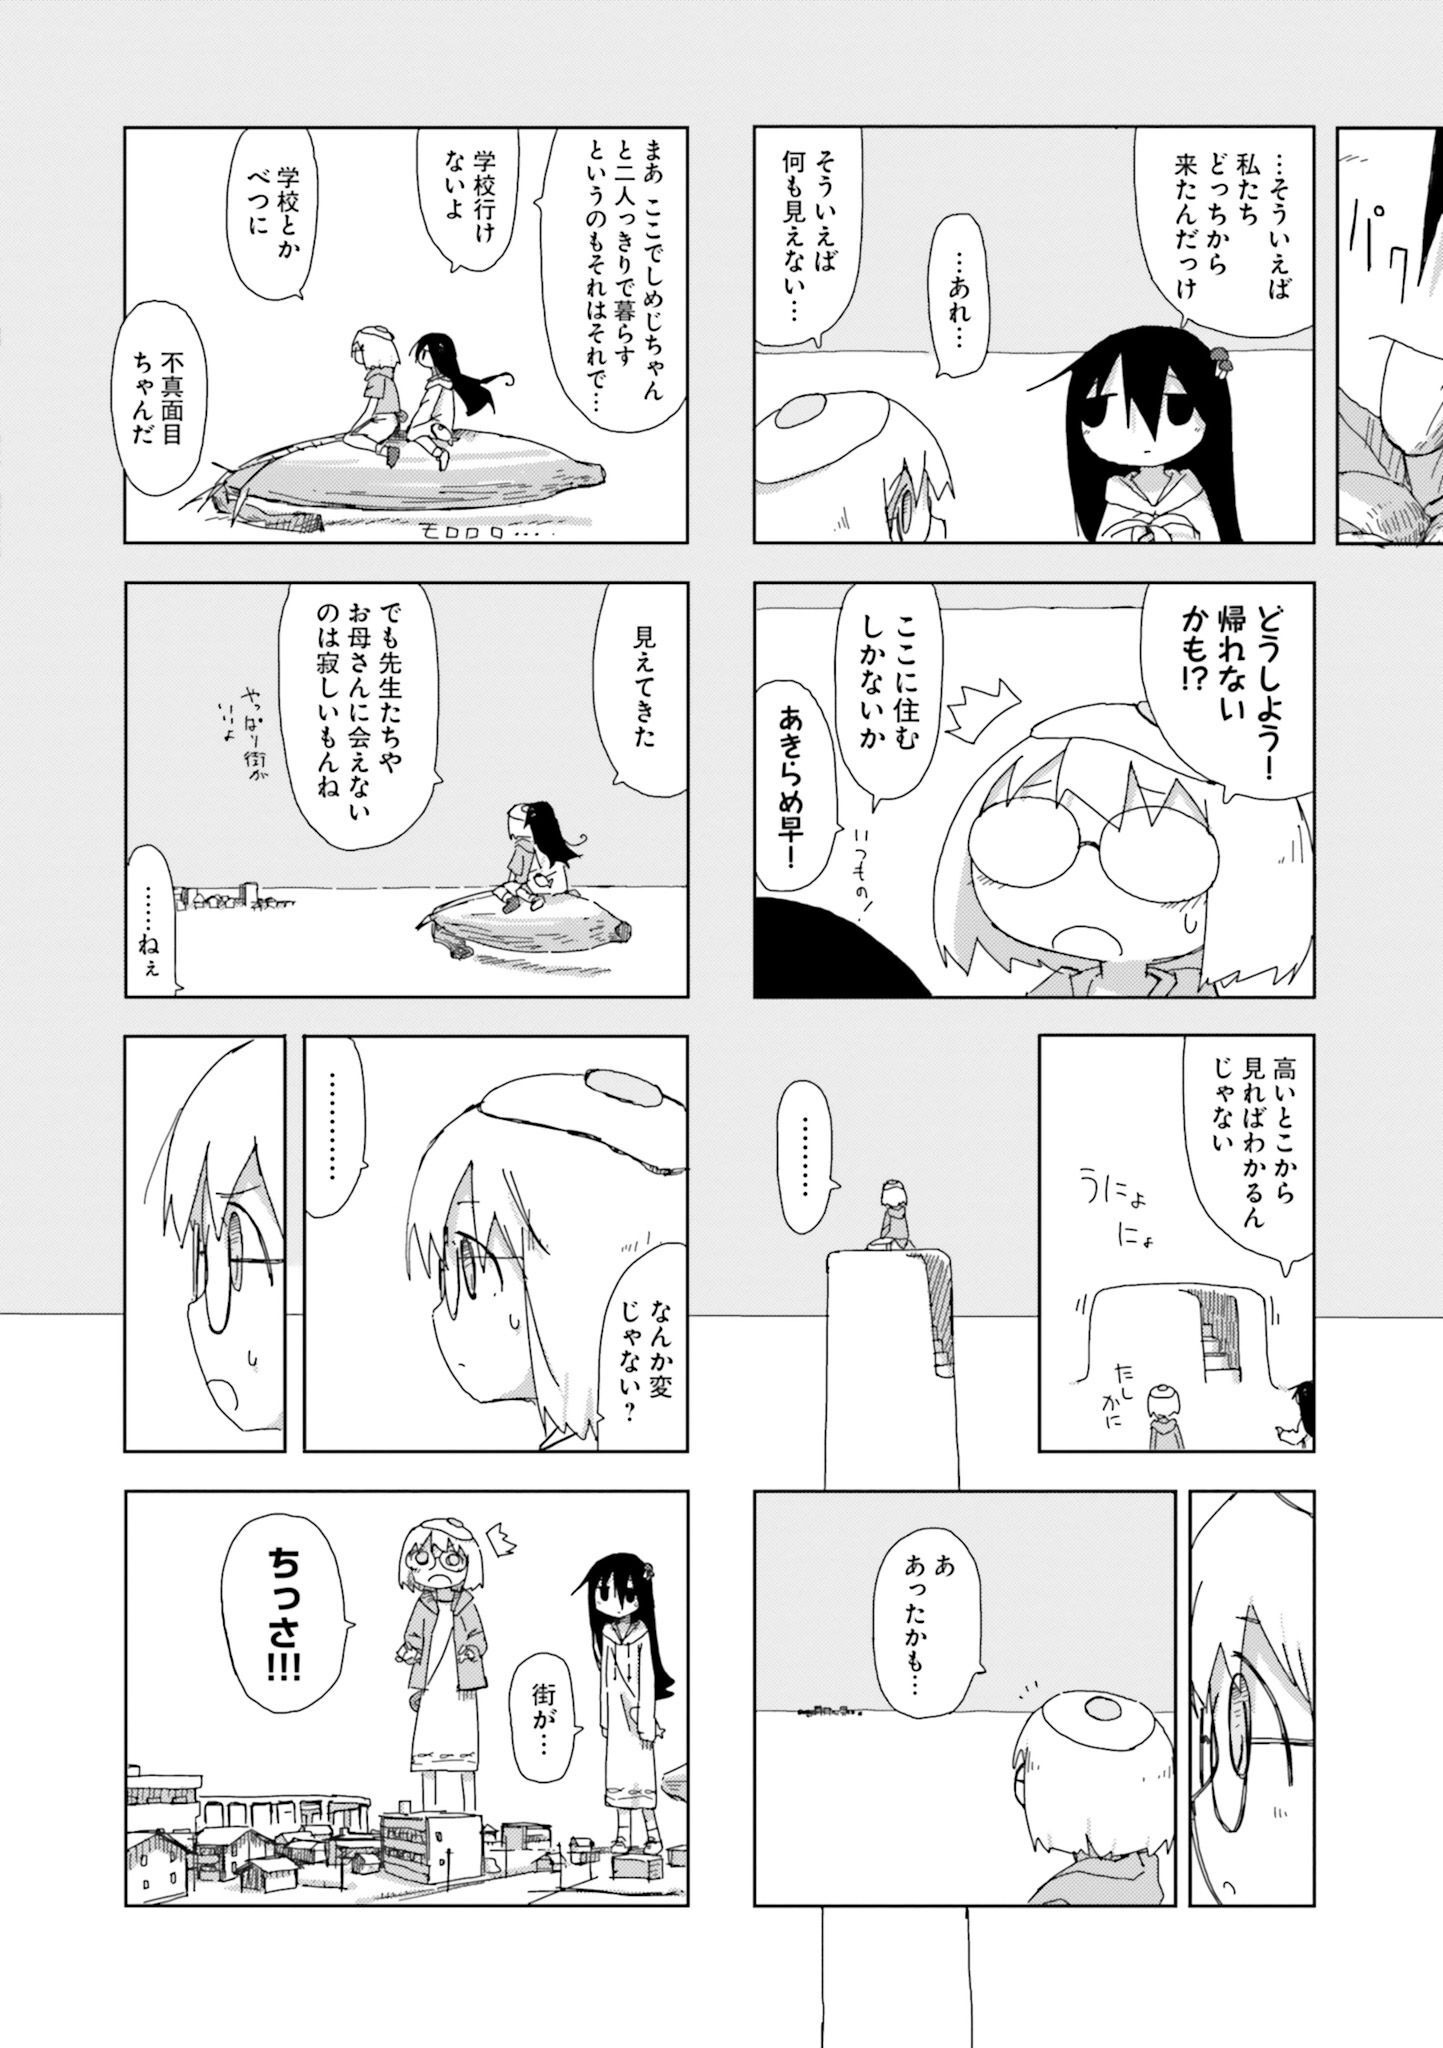 パク
…そういえば
私たち
どっちから
来たんだっけ
…あれ…
そういえば
何も見えない…
どうしよう!
帰れない
かも!?
ここに住む
しかないか
あきらめ早!
いつもの!
高いとこから
見ればわかるん
じゃない
うにょ
にょ
たし
かに
…………
あ
あったかも…
まあ ここでしめじちゃん
と二人っきりで暮らす
というのもそれはそれで…
学校行け
ないよ
学校とか
べつに
不真面目
ちゃんだ
モロロロ‥‥
見えてきた
でも先生たちや
お母さんに会えない
のは寂しいもんね
やっぱり街が
いいよ
……ねぇ
なんか変
じゃない?
…………
街が…
ちっさ!!!